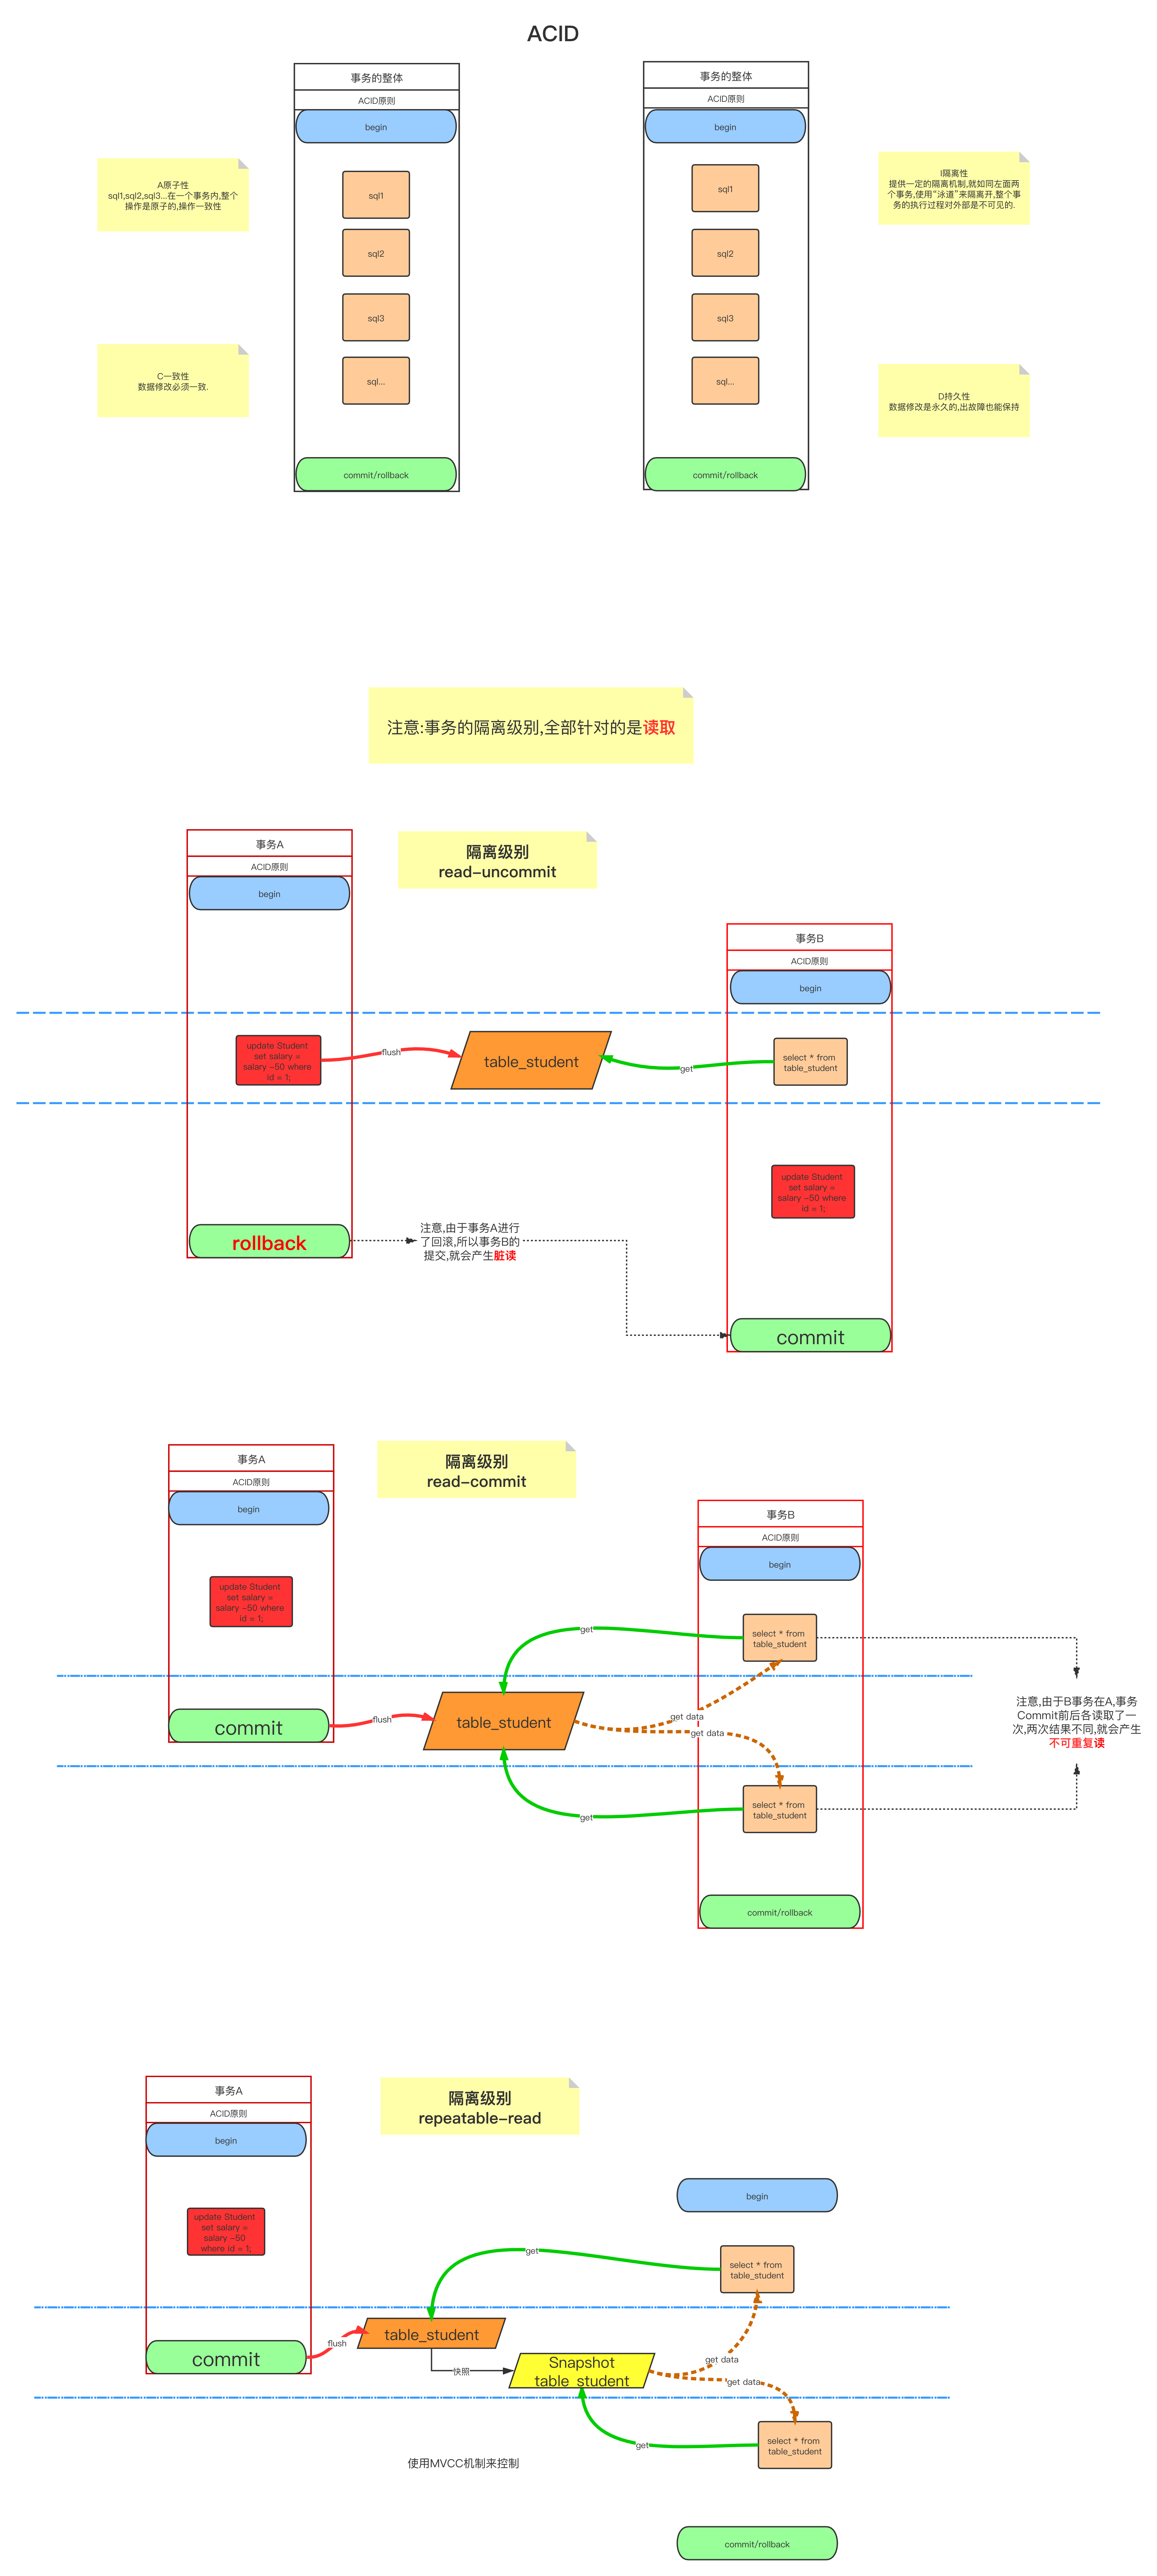 ACID
事务的整体
ACID原则
begin
sql1
sql2
sql3
sql...
commit/rollback
事务的整体
ACID原则
begin
sql1
sql2
sql3
sql...
commit/rollback
A原子性
sql1,sql2,sql3...在一个事务内,整个
操作是原子的,操作一致性
C一致性
数据修改必须一致.
I隔离性
提供一定的隔离机制,就如同左面两
个事务,使用“泳道”来隔离开,整个事
务的执行过程对外部是不可见的.
D持久性
数据修改是永久的,出故障也能保持
注意:事务的隔离级别,全部针对的是读取
事务A
ACID原则
begin
隔离级别
read-uncommit
事务B
ACID原则
begin
update Student
set salary =
salary -50 where
id = 1;
flush
table_student
get
select * from
table_student
update Student
set salary =
salary -50 where
id = 1;
rollback
注意,由于事务A进行
了回滚,所以事务B的
提交,就会产生脏读
commit
事务A
ACID原则
begin
隔离级别
read-commit
事务B
ACID原则
begin
update Student
set salary =
salary -50 where
id = 1;
get
select * from
table_student
commit
flush
table_student
get data
get data
注意,由于B事务在A,事务
Commit前后各读取了一
次,两次结果不同,就会产生
不可重复读
get
select * from
table_student
commit/rollback
事务A
ACID原则
begin
隔离级别
repeatable-read
begin
update Student
set salary =
salary -50
where id = 1;
get
select * from
table_student
commit
flush
table_student
快照
Snapshot
table_student
get data
get data
get
select * from
table_student
使用MVCC机制来控制
commit/rollback